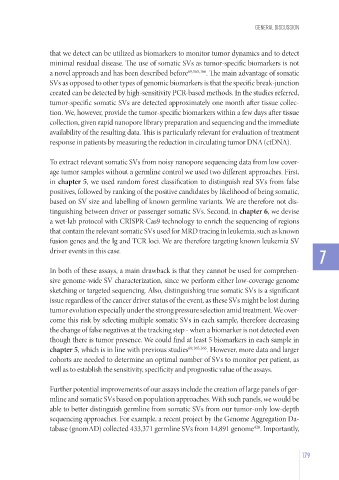 GENERAL DISCUSSION
that we detect can be utilized as biomarkers to monitor tumor dynamics and to detect
minimal residual disease. The use of somatic SVs as tumor-specific biomarkers is not
a novel approach and has been described before. The main advantage of somatic
SVs as opposed to other types of genomic biomarkers is that the specific break-junction
created can be detected by high-sensitivity PCR-based methods. In the studies referred,
tumor-specific somatic SVs are detected approximately one month after tissue collec-
tion. We, however, provide the tumor-specific biomarkers within a few days after tissue
collection, given rapid nanopore library preparation and sequencing and the immediate
availability of the resulting data. This is particularly relevant for evaluation of treatment
response in patients by measuring the reduction in circulating tumor DNA (ctDNA).
To extract relevant somatic SVs from noisy nanopore sequencing data from low cover-
age tumor samples without a germline control we used two different approaches. First,
in chapter 5, we used random forest classification to distinguish real SVs from false
positives, followed by ranking of the positive candidates by likelihood of being somatic,
based on SV size and labelling of known germline variants. We are therefore not dis-
tinguishing between driver or passenger somatic SVs. Second, in chapter 6, we devise
a wet-lab protocol with CRISPR-Cas9 technology to enrich the sequencing of regions
that contain the relevant somatic SVs used for MRD tracing in leukemia, such as known
fusion genes and the Ig and TCR loci. We are therefore targeting known leukemia SV
driver events in this case.
7
In both of these assays, a main drawback is that they cannot be used for comprehen-
sive genome-wide SV characterization, since we perform either low-coverage genome
sketching or targeted sequencing. Also, distinguishing true somatic SVs is a significant
issue regardless of the cancer driver status of the event, as these SVs might be lost during
tumor evolution especially under the strong pressure selection amid treatment. We over-
come this risk by selecting multiple somatic SVs in each sample, therefore decreasing
the change of false negatives at the tracking step - when a biomarker is not detected even
though there is tumor presence. We could find at least 5 biomarkers in each sample in
chapter 5, which is in line with previous studies. However, more data and larger
cohorts are needed to determine an optimal number of SVs to monitor per patient, as
well as to establish the sensitivity, specificity and prognostic value of the assays.
Further potential improvements of our assays include the creation of large panels of ger-
mline and somatic SVs based on population approaches. With such panels, we would be
able to better distinguish germline from somatic SVs from our tumor-only low-depth
sequencing approaches. For example, a recent project by the Genome Aggregation Da-
tabase (gnomAD) collected 433,371 germline SVs from 14,891 genome. Importantly,
179